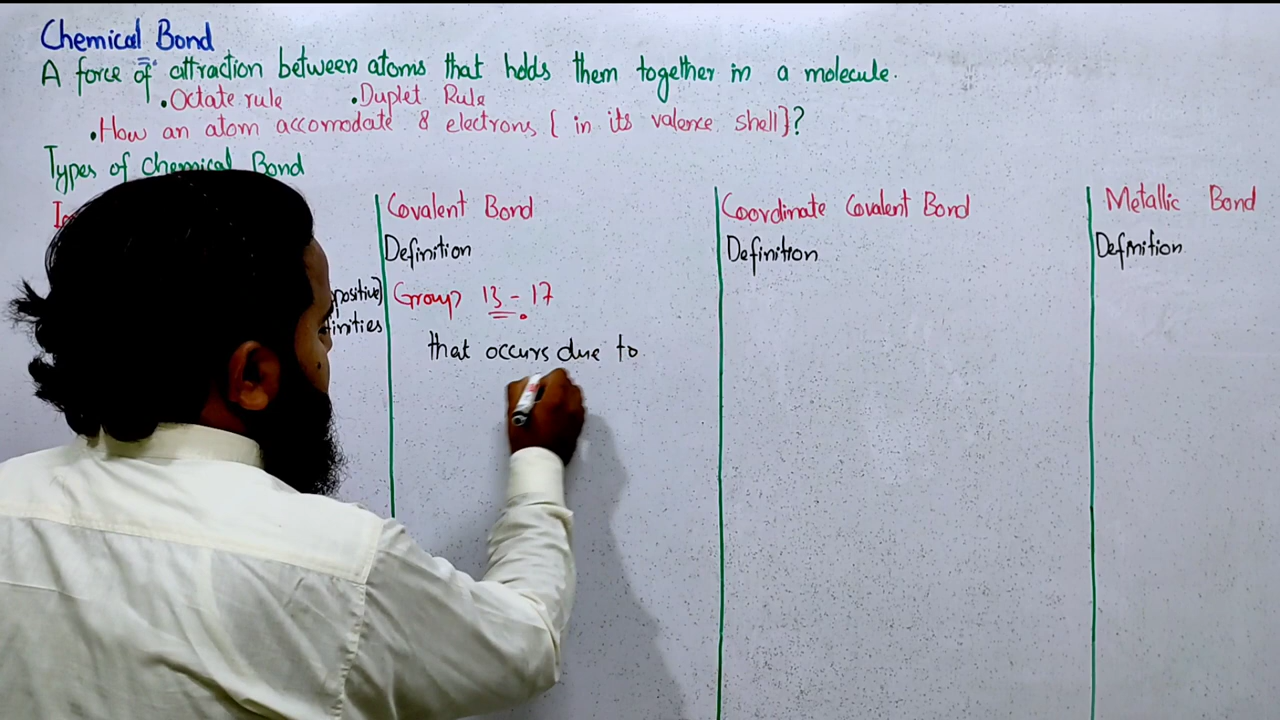 Chemical Bond
A force of attraction between atoms that holds them together in a molecule.
•Octate rule •Duplet Rule
•How an atom accomodate 8 electrons { in its valence shell}?
Types of Chemical Bond
Covalent Bond
Definition
Group 13 - 17
that occurs due to
Coordinate Covalent Bond
Definition
Metallic Bond
Definition
positive)